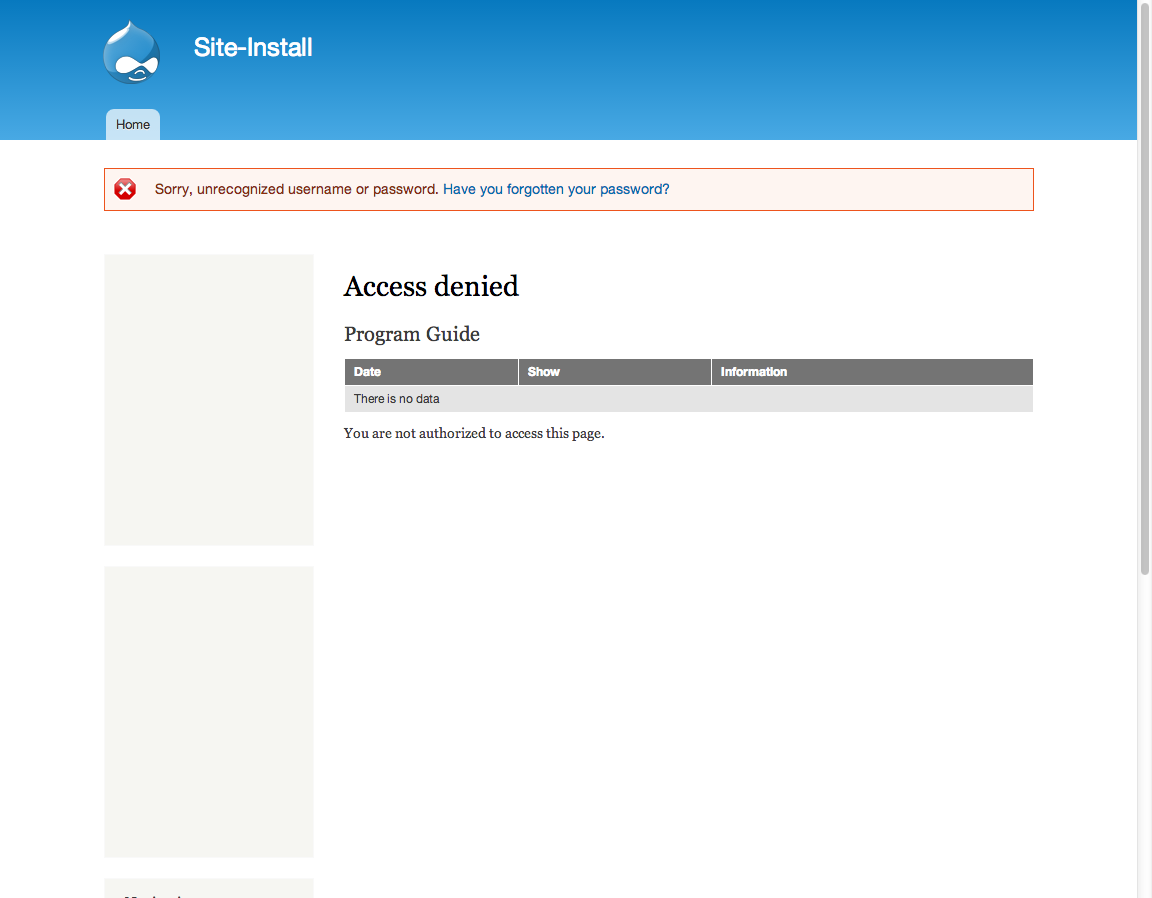 Site-Install
Home
Sorry, unrecognized username or password. Have you forgotten your password?
Access denied
Program Guide
Date Show Information
There is no data
You are not authorized to access this page.